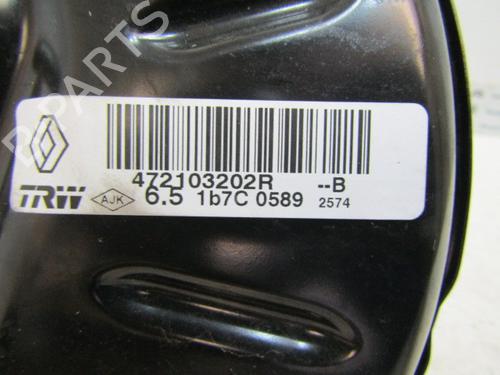 B-PARTS
472103202R --B
TRW AJK 6.5 1b7C 0589 2574